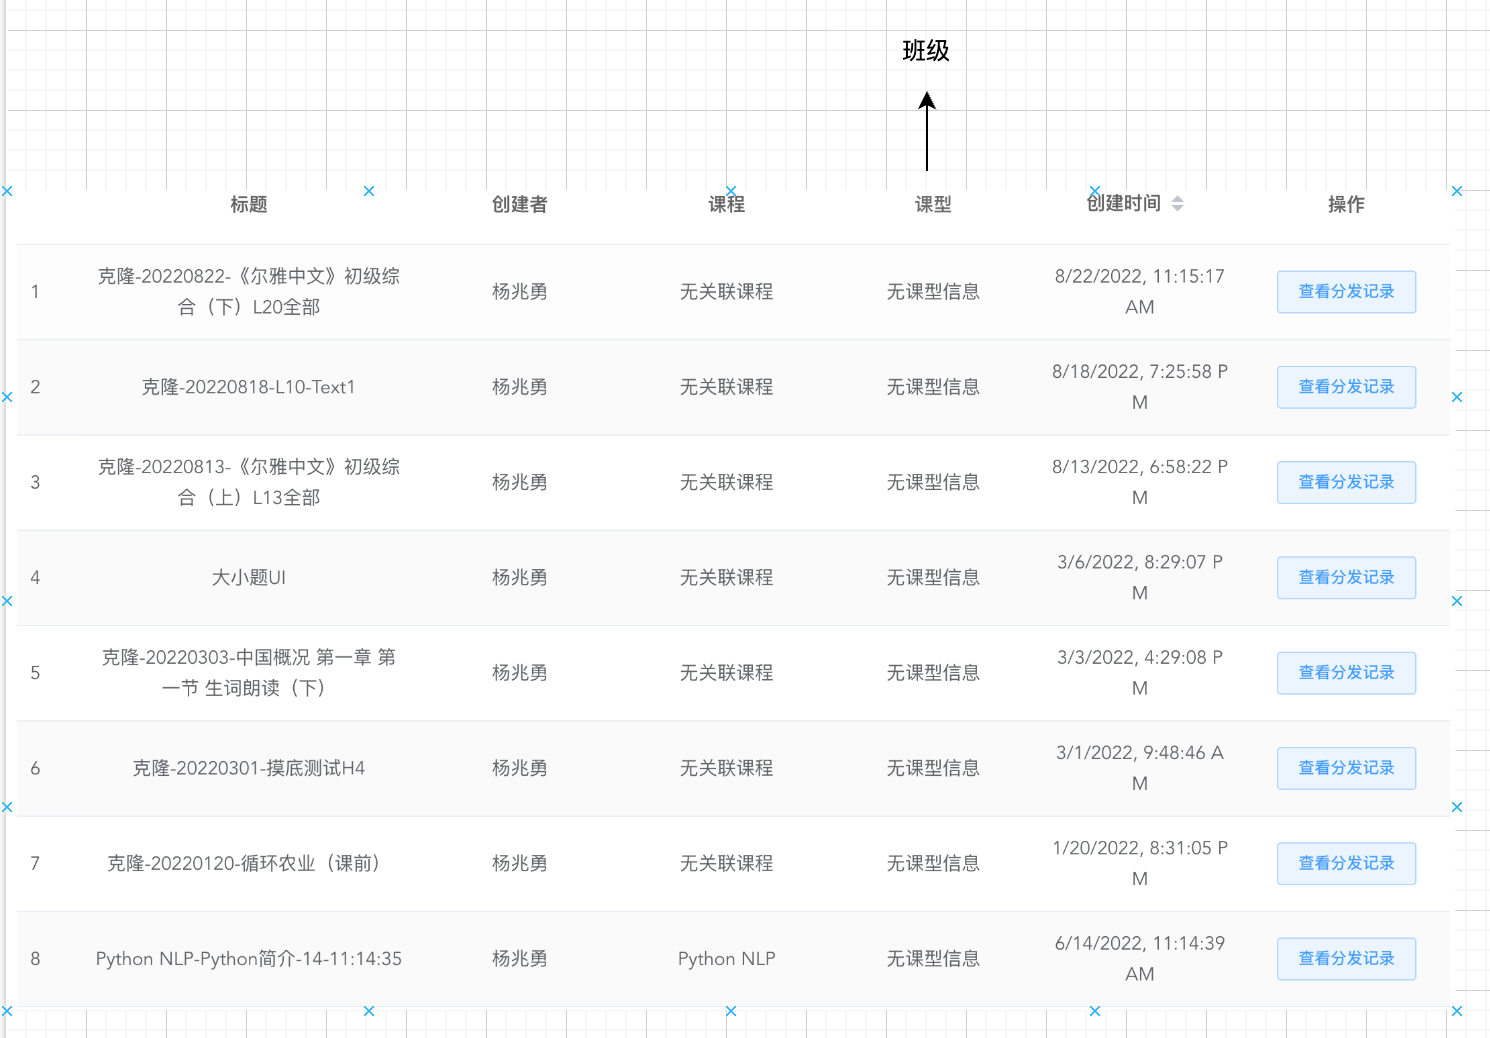 班级
标题 创建者 课程 课型 创建时间 操作
1 克隆-20220822-《尔雅中文》初级综 杨兆勇 无关联课程 无课型信息 8/22/2022, 11:15:17 查看分发记录
合（下）L20全部 AM
2 克隆-20220818-L10-Text1 杨兆勇 无关联课程 无课型信息 8/18/2022, 7:25:58 P 查看分发记录
M
3 克隆-20220813-《尔雅中文》初级综 杨兆勇 无关联课程 无课型信息 8/13/2022, 6:58:22 P 查看分发记录
合（上）L13全部 M
4 大小题UI 杨兆勇 无关联课程 无课型信息 3/6/2022, 8:29:07 P 查看分发记录
M
5 克隆-20220303-中国概况 第一章 第 杨兆勇 无关联课程 无课型信息 3/3/2022, 4:29:08 P 查看分发记录
一节 生词朗读（下） M
6 克隆-20220301-摸底测试H4 杨兆勇 无关联课程 无课型信息 3/1/2022, 9:48:46 A 查看分发记录
M
7 克隆-20220120-循环农业（课前） 杨兆勇 无关联课程 无课型信息 1/20/2022, 8:31:05 P 查看分发记录
M
8 Python NLP-Python简介-14-11:14:35 杨兆勇 Python NLP 无课型信息 6/14/2022, 11:14:39 查看分发记录
AM